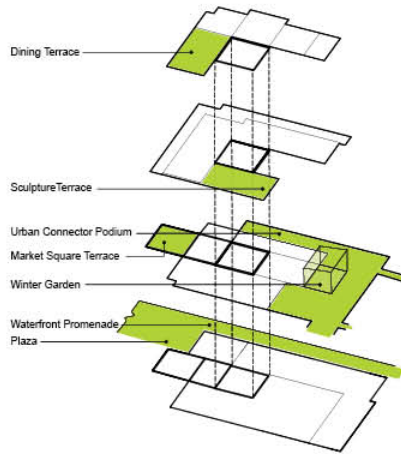 Dining Terrace
SculptureTerrace
Urban Connector Podium
Market Square Terrace
Winter Garden
Waterfront Promenade
Plaza